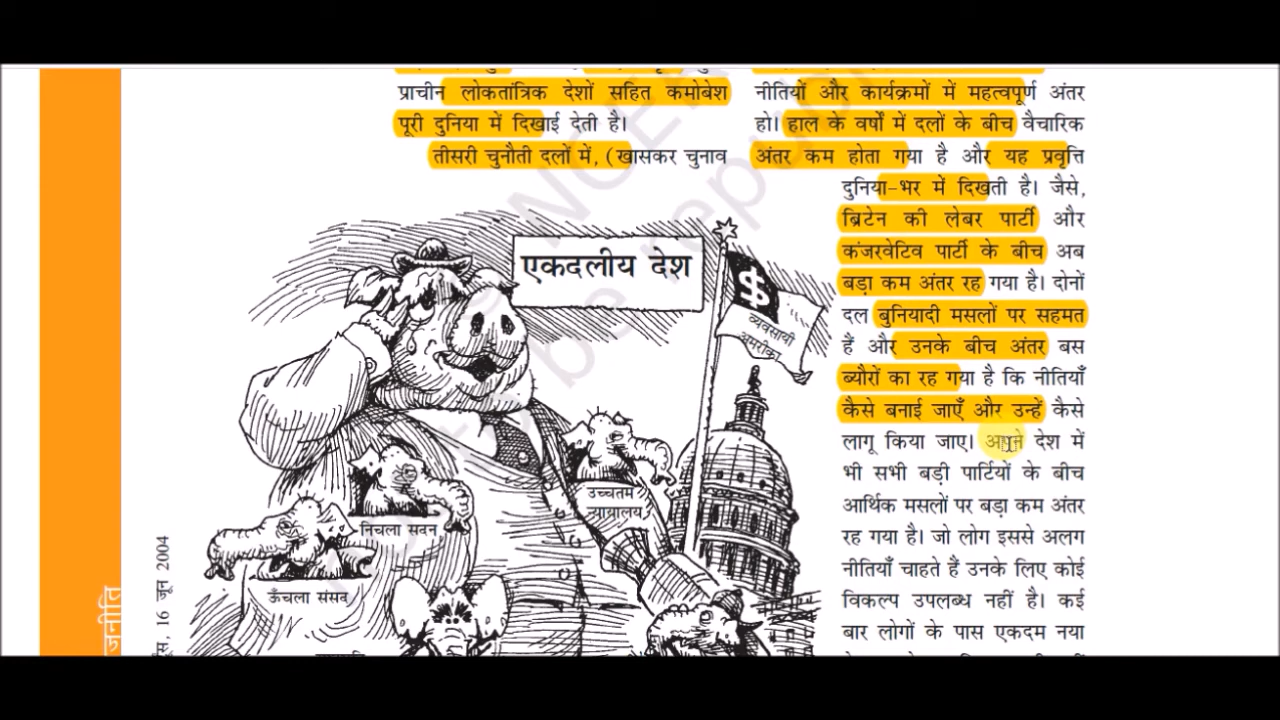 प्राचीन लोकतांत्रिक देशों सहित कमोबेश
पूरी दुनिया में दिखाई देती है।
तीसरी चुनौती दलों में, (खासकर चुनाव
नीतियों और कार्यक्रमों में महत्वपूर्ण अंतर
हो। हाल के वर्षों में दलों के बीच वैचारिक
अंतर कम होता गया है और यह प्रवृत्ति
दुनिया-भर में दिखती है। जैसे,
ब्रिटेन की लेबर पार्टी और
कंजरवेटिव पार्टी के बीच अब
बड़ा कम अंतर रह गया है। दोनों
दल बुनियादी मसलों पर सहमत
हैं और उनके बीच अंतर बस
ब्यौरों का रह गया है कि नीतियाँ
कैसे बनाई जाएँ और उन्हें कैसे
लागू किया जाए। अपने देश में
भी सभी बड़ी पार्टियों के बीच
आर्थिक मसलों पर बड़ा कम अंतर
रह गया है। जो लोग इससे अलग
नीतियाँ चाहते हैं उनके लिए कोई
विकल्प उपलब्ध नहीं है। कई
बार लोगों के पास एकदम नया
एकदलीय देश
$
व्यवसायी
अमरीका
उच्चतम
न्यायालय
निचला सदन
ऊँचला संसद
16 जून 2004